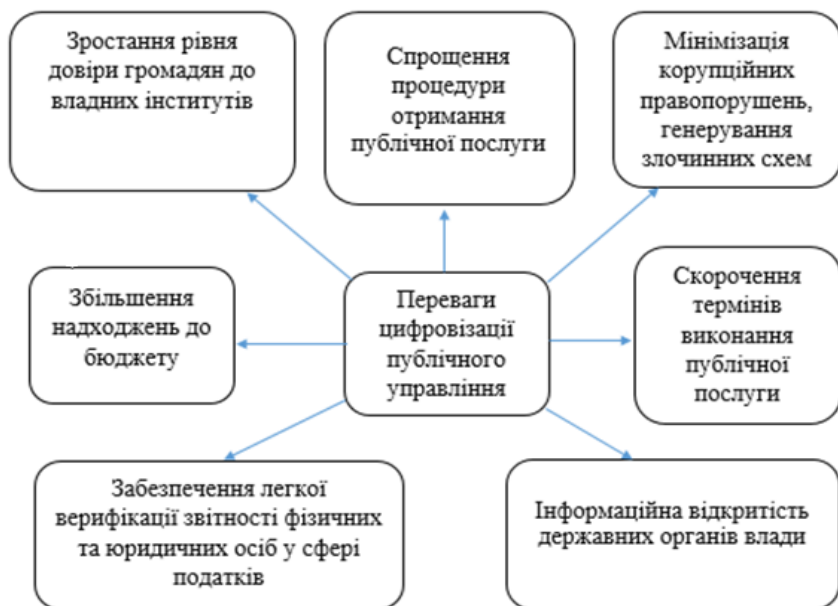 Зростання рівня
довіри громадян до
владних інститутів
Спрощення
процедури
отримання
публічної послуги
Мінімізація
корупційних
правопорушень,
генерування
злочинних схем
Збільшення
надходжень до
бюджету
Переваги
цифровізації
публічного
управління
Скорочення
термінів
виконання
публічної
послуги
Забезпечення легкої
верифікації звітності фізичних
та юридичних осіб у сфері
податків
Інформаційна відкритість
державних органів влади